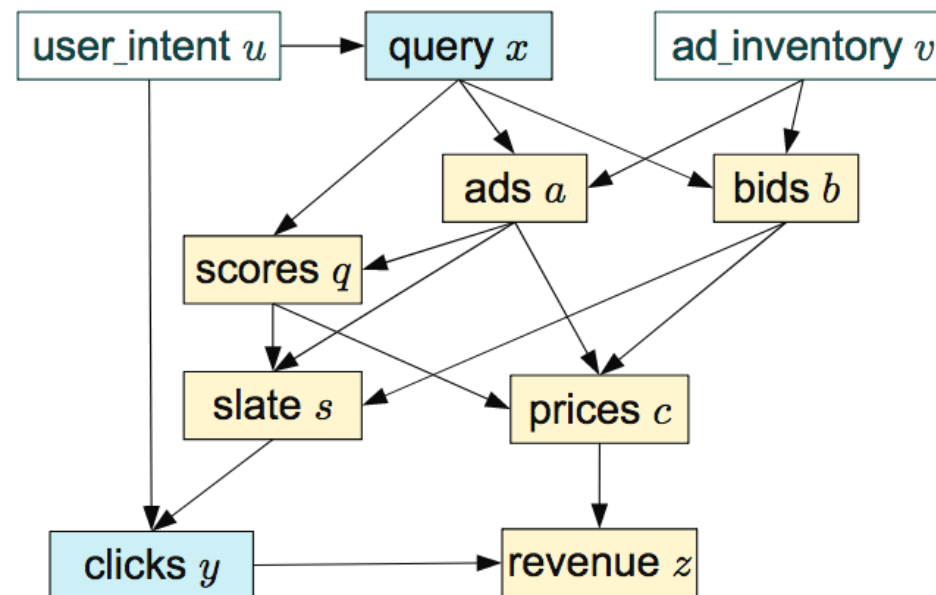 user_intent u
query x
ad_inventory v
ads a
bids b
scores q
slate s
prices c
clicks y
revenue z